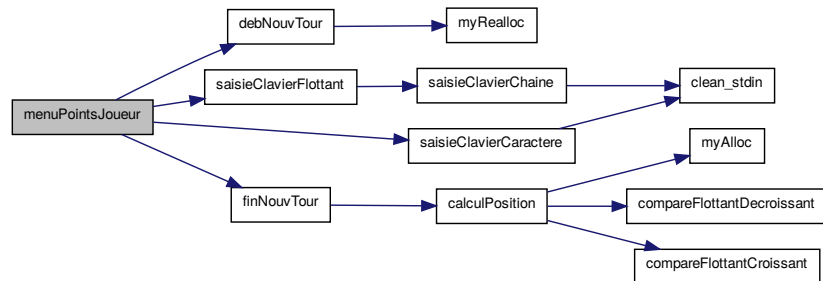 debNouvTour
myRealloc
saisieClavierFlottant
saisieClavierChaine
clean_stdin
menuPointsJoueur
saisieClavierCaractere
myAlloc
finNouvTour
calculPosition
compareFlottantDecroissant
compareFlottantCroissant